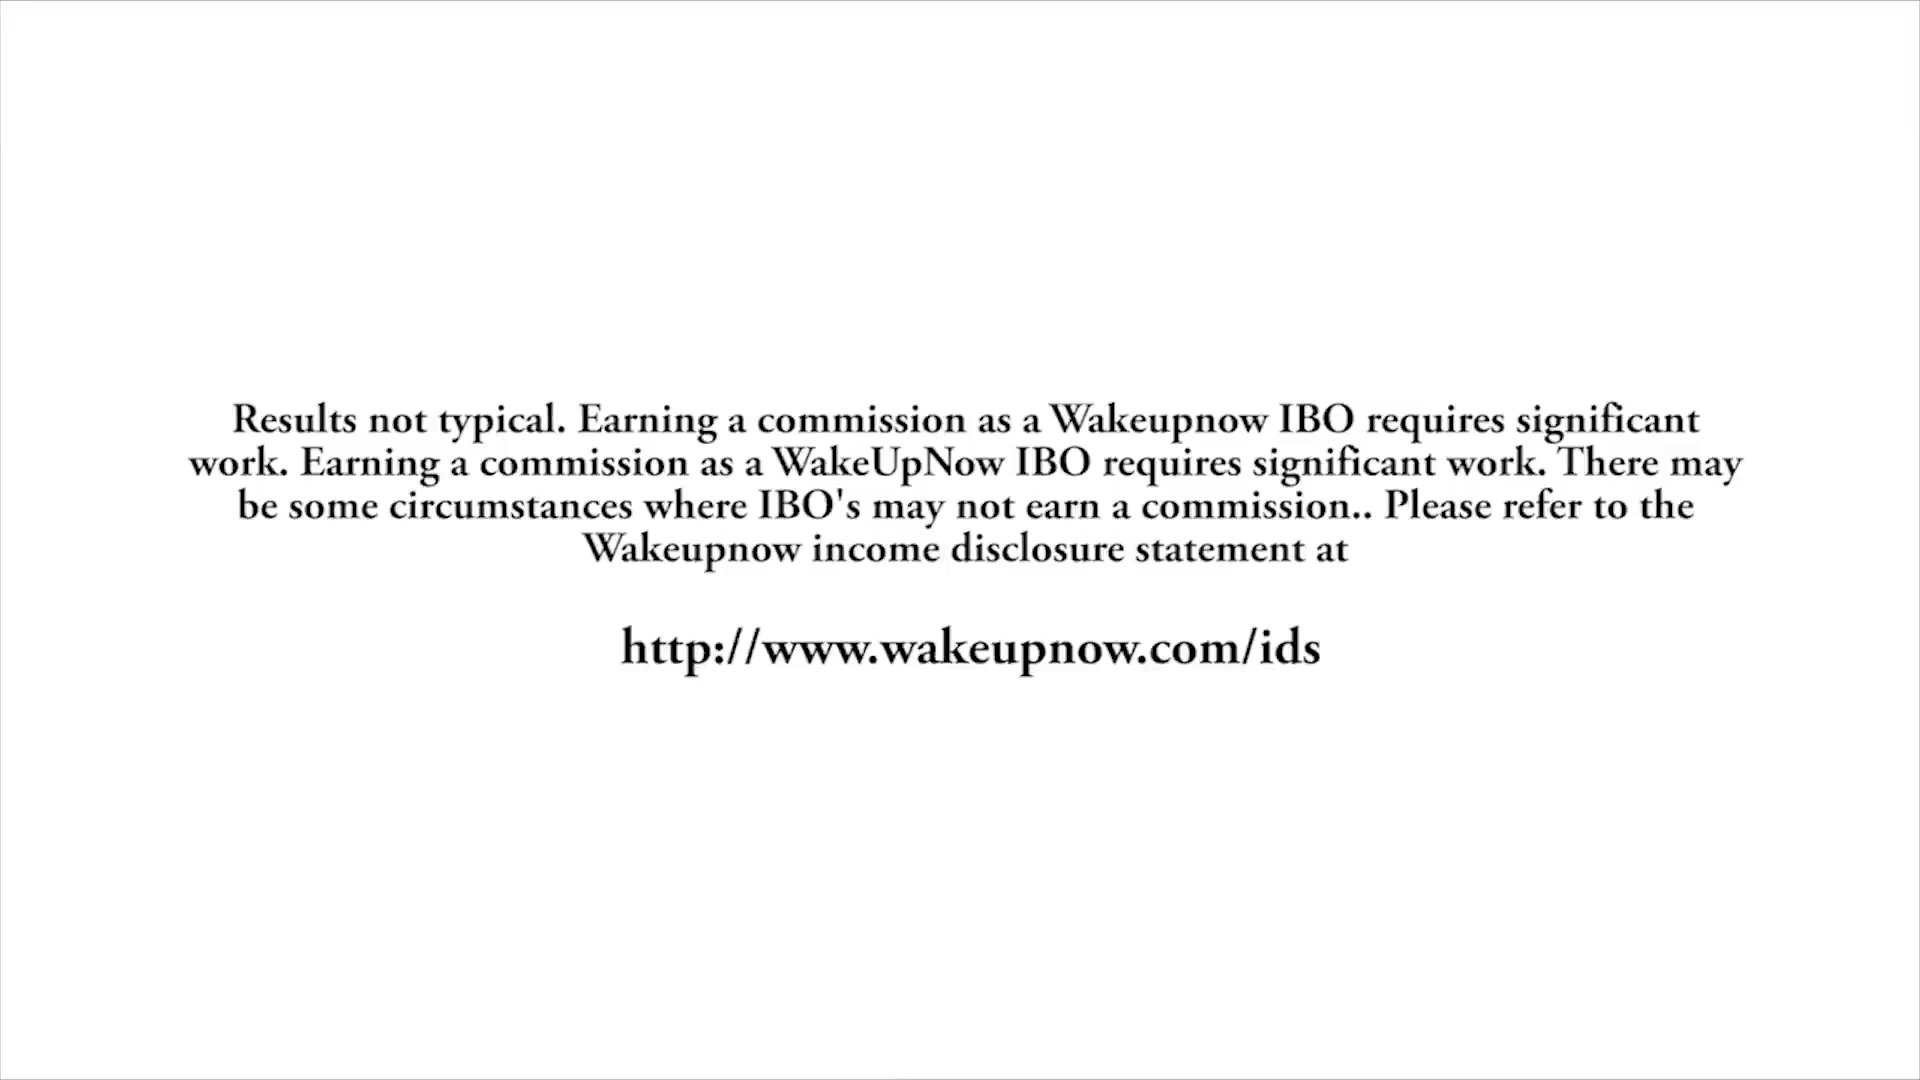 Results not typical. Earning a commission as a Wakeupnow IBO requires significant
work. Earning a commission as a WakeUpNow IBO requires significant work. There may
be some circumstances where IBO's may not earn a commission.. Please refer to the
Wakeupnow income disclosure statement at
http://www.wakeupnow.com/ids